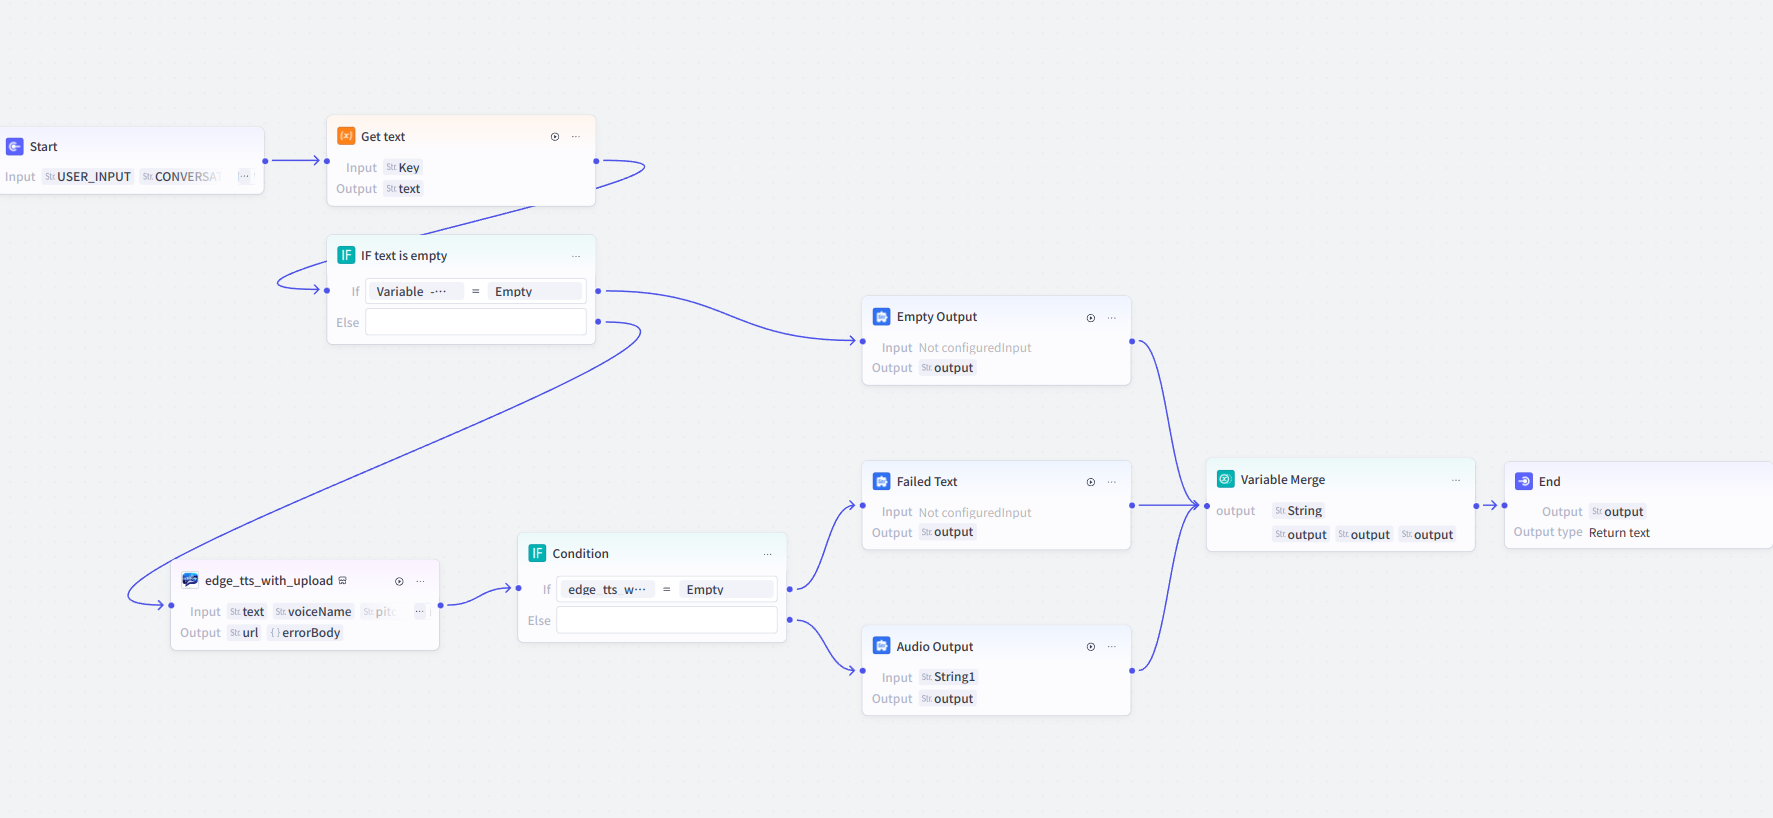 Start
Input Str. USER_INPUT Str. CONVERSAT ···
Get text ···
Input Str. Key
Output Str. text
IF IF text is empty ···
If Variable -··· = Empty
Else
Empty Output ···
Input Not configuredInput
Output Str. output
Failed Text ···
Input Not configuredInput
Output Str. output
Variable Merge ···
output Str. String
Str. output Str. output Str. output
End
Output Str. output
Output type Return text
edge_tts_with_upload ···
Input Str. text Str. voiceName Str. pitc ···
Output Str. url {} errorBody
IF Condition ···
If edge_tts_w··· = Empty
Else
Audio Output ···
Input Str. String1
Output Str. output